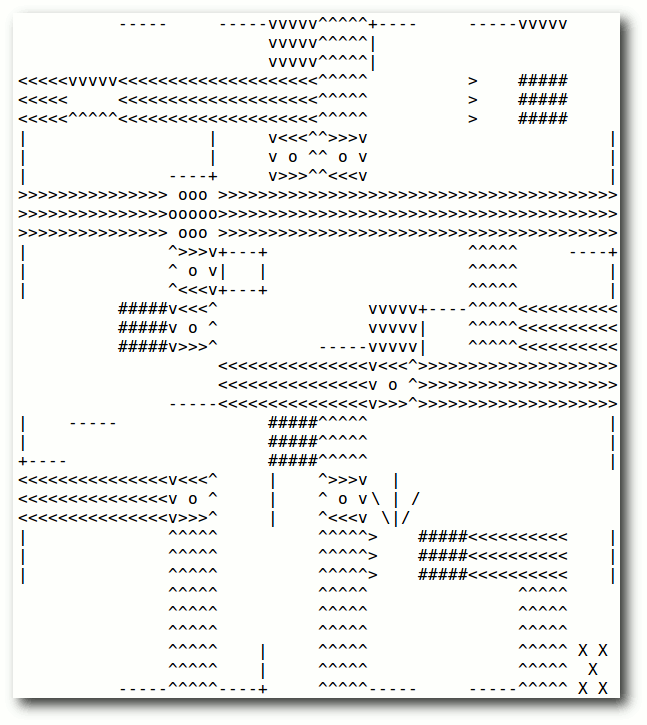 -----     -----vvvvv^^^^^+----     -----vvvvv
                         vvvvv^^^^^|
                         vvvvv^^^^^|
<<<<<vvvvv<<<<<<<<<<<<<<<<<<<<^^^^^          >    #####
<<<<<     <<<<<<<<<<<<<<<<<<<<^^^^^          >    #####
<<<<<^^^^^<<<<<<<<<<<<<<<<<<<<^^^^^          >    #####
|                  |     v<<<^^>>>v                        |
|                  |     v o ^^ o v                        |
|              ----+     v>>>^^<<<v                        |
>>>>>>>>>>>>>>> ooo >>>>>>>>>>>>>>>>>>>>>>>>>>>>>>>>>>>>>>>>
>>>>>>>>>>>>>>>ooooo>>>>>>>>>>>>>>>>>>>>>>>>>>>>>>>>>>>>>>>>
>>>>>>>>>>>>>>> ooo >>>>>>>>>>>>>>>>>>>>>>>>>>>>>>>>>>>>>>>>
|              ^>>>v+---+                    ^^^^^     ----+
|              ^ o v|   |                    ^^^^^         |
|              ^<<<v+---+                    ^^^^^         |
          #####v<<<^               vvvvv+----^^^^^<<<<<<<<<<
          #####v o ^               vvvvv|    ^^^^^<<<<<<<<<<
          #####v>>>^          -----vvvvv|    ^^^^^<<<<<<<<<<
                    <<<<<<<<<<<<<<<v<<<^>>>>>>>>>>>>>>>>>>>>
                    <<<<<<<<<<<<<<<v o ^>>>>>>>>>>>>>>>>>>>>
               -----<<<<<<<<<<<<<<<v>>>^>>>>>>>>>>>>>>>>>>>>
|    -----               #####^^^^^                        |
|                        #####^^^^^                        |
+----                    #####^^^^^                        |
<<<<<<<<<<<<<<<v<<<^     |    ^>>>v  |
<<<<<<<<<<<<<<<v o ^     |    ^ o v\ | /
<<<<<<<<<<<<<<<v>>>^     |    ^<<<v \|/
|              ^^^^^          ^^^^^>    #####<<<<<<<<<<    |
|              ^^^^^          ^^^^^>    #####<<<<<<<<<<    |
|              ^^^^^          ^^^^^>    #####<<<<<<<<<<    |
               ^^^^^          ^^^^^               ^^^^^
               ^^^^^          ^^^^^               ^^^^^
               ^^^^^          ^^^^^               ^^^^^
               ^^^^^    |     ^^^^^               ^^^^^ X X
               ^^^^^    |     ^^^^^               ^^^^^  X
          -----^^^^^----+     ^^^^^-----     -----^^^^^ X X